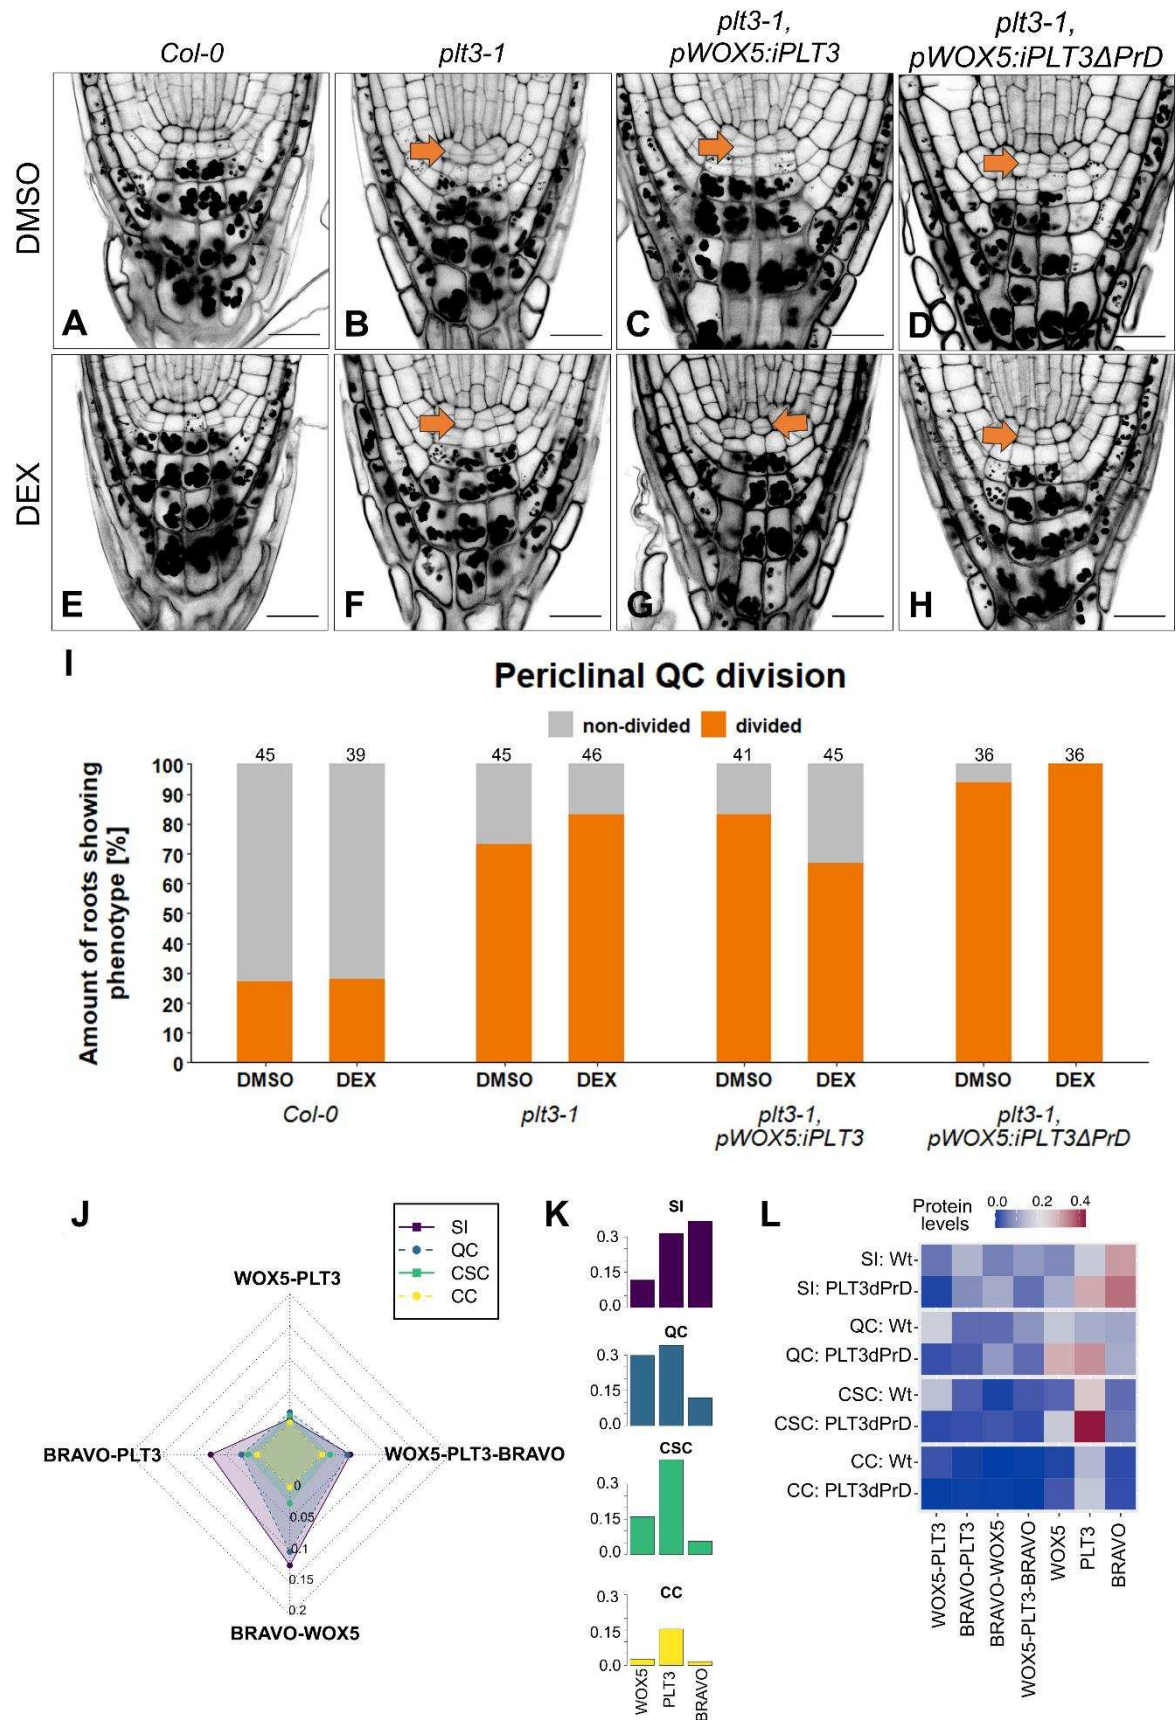 Col-0
plt3-1
plt3-1,
pWOX5:iPLT3
plt3-1,
pWOX5:iPLT3ΔPrD
DMSO
A
B
C
D
DEX
E
F
G
H
I
Periclinal QC division
non-divided
divided
Amount of roots showing
phenotype [%]
100
90
80
70
60
50
40
30
20
10
0
45
39
45
46
41
45
36
36
DMSO
DEX
DMSO
DEX
DMSO
DEX
DMSO
DEX
Col-0
plt3-1
plt3-1,
pWOX5:iPLT3
plt3-1,
pWOX5:iPLT3ΔPrD
J
SI
QC
CSC
CC
WOX5-PLT3
BRAVO-PLT3
WOX5-PLT3-BRAVO
0
0.05
0.1
0.15
0.2
BRAVO-WOX5
K
SI
0.3
0.15
0.0
QC
0.3
0.15
0.0
CSC
0.15
0.0
CC
0.3
0.15
0.0
WOX5
PLT3
BRAVO
L
Protein
levels
0.0
0.2
0.4
SI: Wt
SI: PLT3dPrD
QC: Wt
QC: PLT3dPrD
CSC: Wt
CSC: PLT3dPrD
CC: Wt
CC: PLT3dPrD
WOX5-PLT3
BRAVO-PLT3
BRAVO-WOX5
WOX5-PLT3-BRAVO
WOX5
PLT3
BRAVO